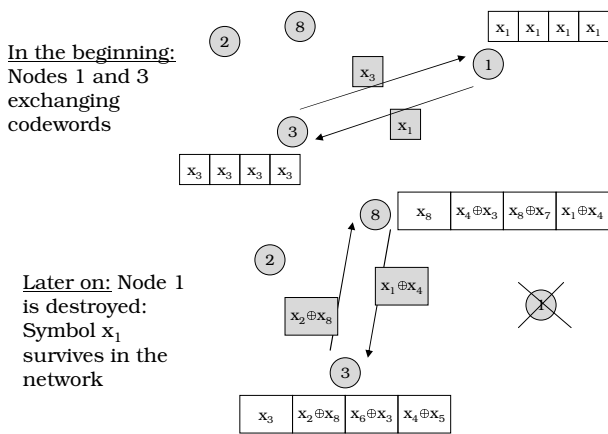 In the beginning:
Nodes 1 and 3
exchanging
codewords
2
8
x₁ x₁ x₁ x₁
1
x₃
x₁
3
x₃ x₃ x₃ x₃
Later on: Node 1
is destroyed:
Symbol x₁
survives in the
network
8
x₈ x₄⊕x₃ x₈⊕x₇ x₁⊕x₄
2
x₁⊕x₄
x₂⊕x₈
1
3
x₃ x₂⊕x₈ x₆⊕x₃ x₄⊕x₅